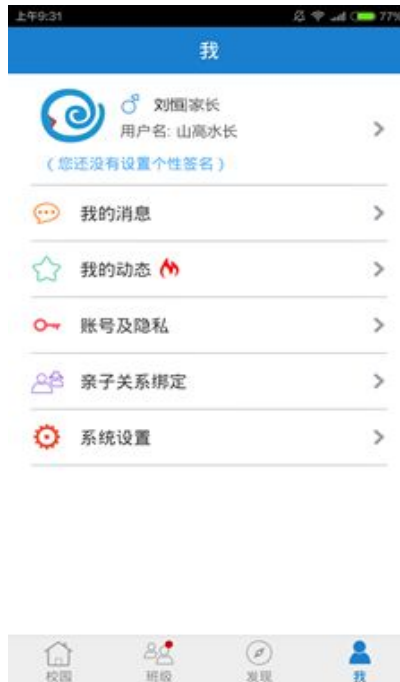 上午9:31
77%
我
刘恒家长
用户名: 山高水长
（您还没有设置个性签名）
我的消息
我的动态
账号及隐私
亲子关系绑定
系统设置
校园
班级
发现
我